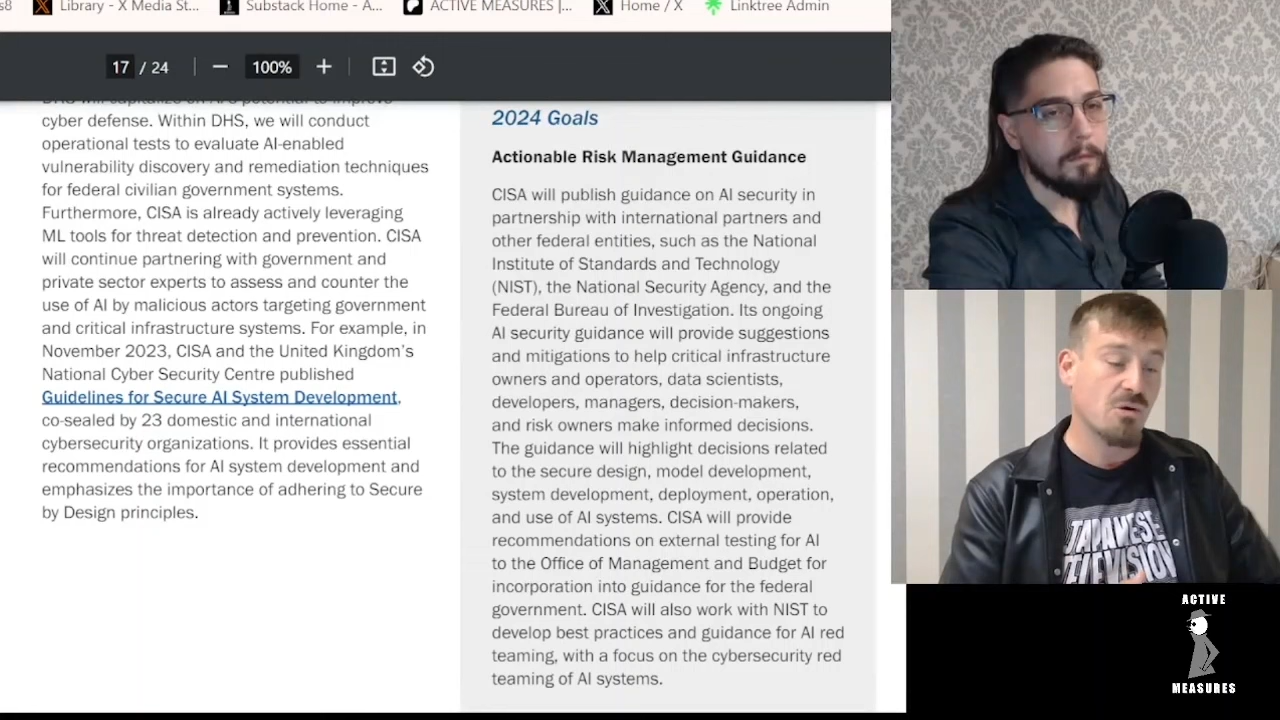 s8
Library - X Media St...
Substack Home - A...
ACTIVE MEASURES |...
Home / X
Linktree Admin
17 / 24
100%
DHS will capitalize on AI's potential to improve
cyber defense. Within DHS, we will conduct
operational tests to evaluate AI-enabled
vulnerability discovery and remediation techniques
for federal civilian government systems.
Furthermore, CISA is already actively leveraging
ML tools for threat detection and prevention. CISA
will continue partnering with government and
private sector experts to assess and counter the
use of AI by malicious actors targeting government
and critical infrastructure systems. For example, in
November 2023, CISA and the United Kingdom's
National Cyber Security Centre published
Guidelines for Secure AI System Development,
co-sealed by 23 domestic and international
cybersecurity organizations. It provides essential
recommendations for AI system development and
emphasizes the importance of adhering to Secure
by Design principles.
2024 Goals
Actionable Risk Management Guidance
CISA will publish guidance on AI security in
partnership with international partners and
other federal entities, such as the National
Institute of Standards and Technology
(NIST), the National Security Agency, and the
Federal Bureau of Investigation. Its ongoing
AI security guidance will provide suggestions
and mitigations to help critical infrastructure
owners and operators, data scientists,
developers, managers, decision-makers,
and risk owners make informed decisions.
The guidance will highlight decisions related
to the secure design, model development,
system development, deployment, operation,
and use of AI systems. CISA will provide
recommendations on external testing for AI
to the Office of Management and Budget for
incorporation into guidance for the federal
government. CISA will also work with NIST to
develop best practices and guidance for AI red
teaming, with a focus on the cybersecurity red
teaming of AI systems.
JAPANESE
TELEVISION
ACTIVE
MEASURES